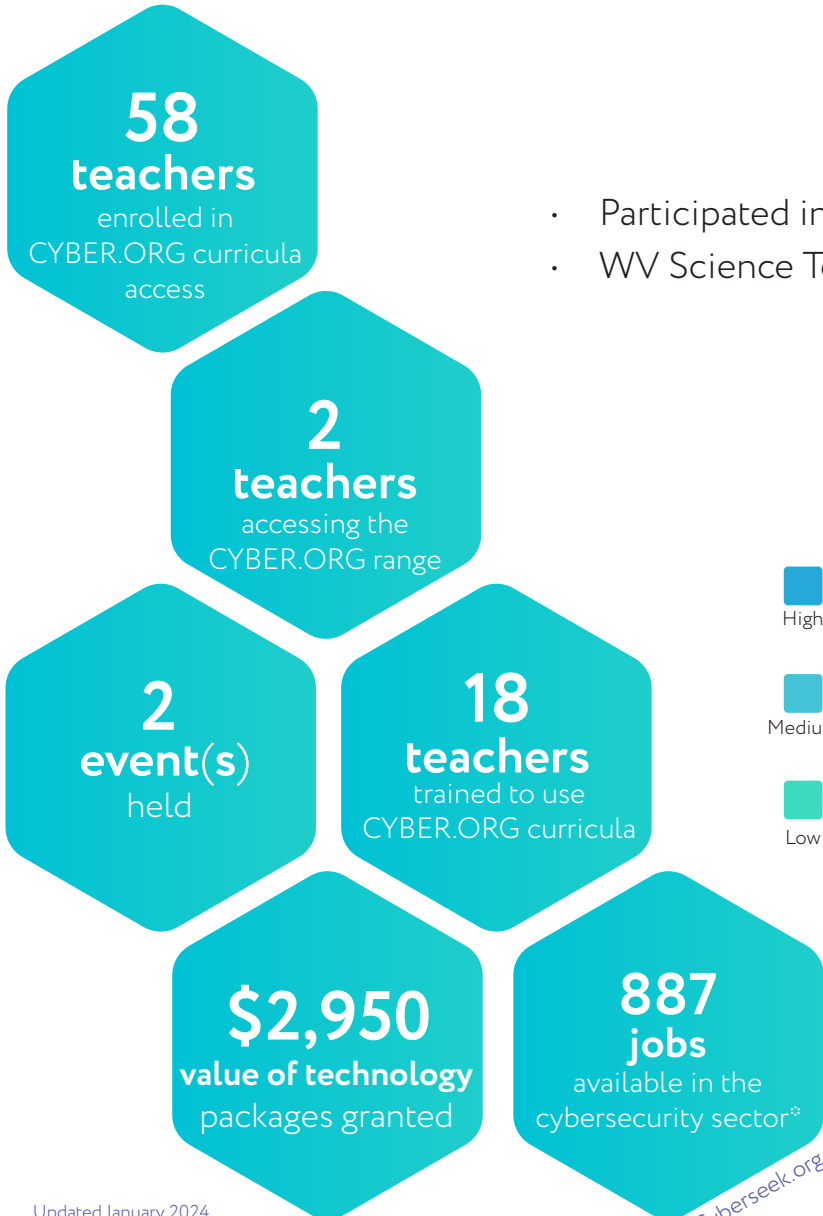 58
teachers
enrolled in
CYBER.ORG curricula
access
• Participated in
• WV Science
2
teachers
accessing the
CYBER.ORG range
High
2
event(s)
held
18
teachers
trained to use
CYBER.ORG curricula
Low
$2,950
value of technology
packages granted
887
jobs
available in the
cybersecurity sector*
Updated January 2024